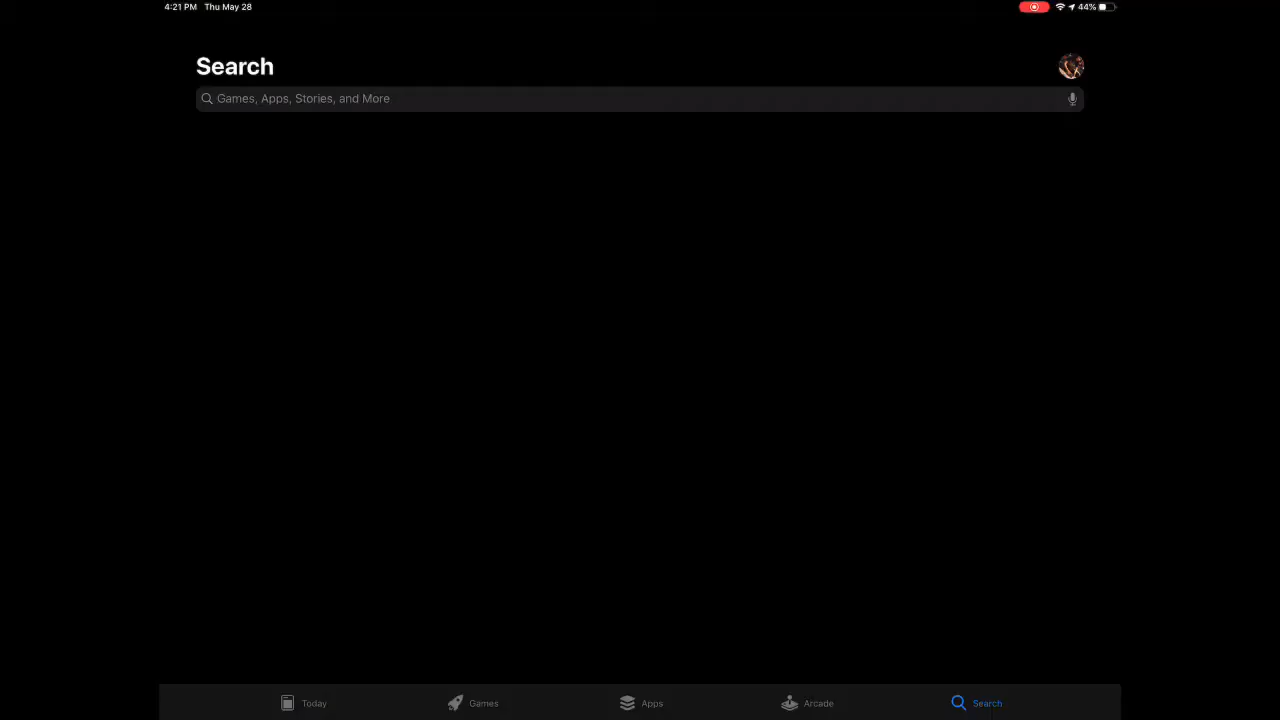 4:21 PM Thu May 28
44%
Search
Games, Apps, Stories, and More
Today
Games
Apps
Arcade
Search